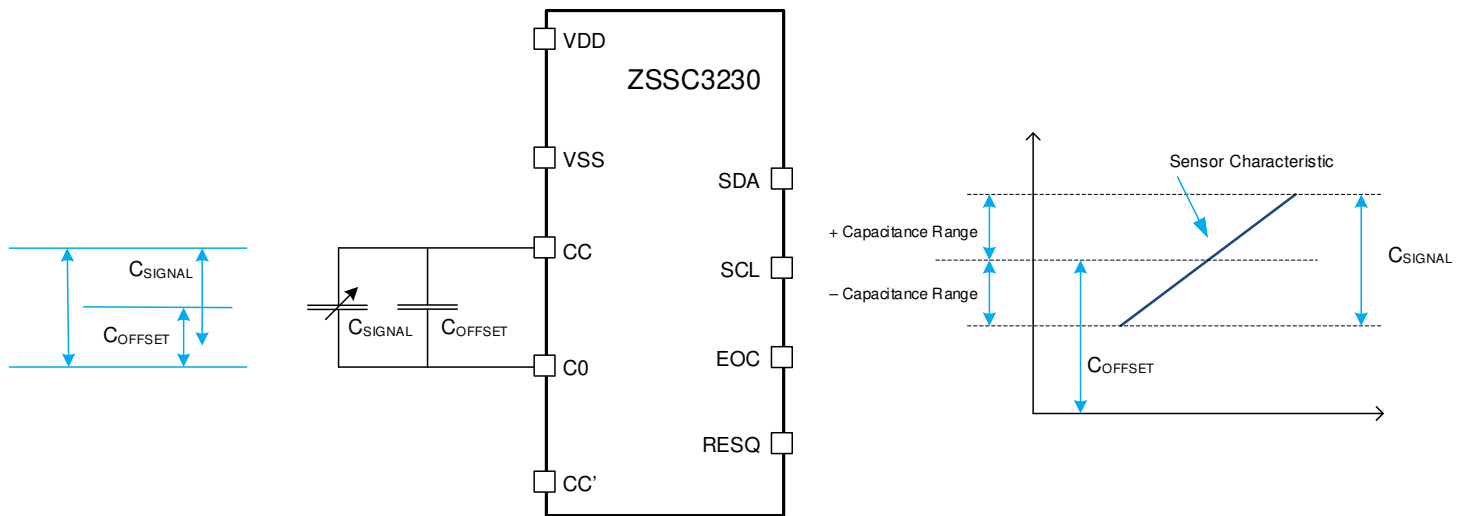 CSIGNAL
COFFSET
CSIGNAL
COFFSET
VDD
ZSSC3230
VSS
CC
C0
CC’
SDA
SCL
EOC
RESQ
Sensor Characteristic
+ Capacitance Range
– Capacitance Range
CSIGNAL
COFFSET